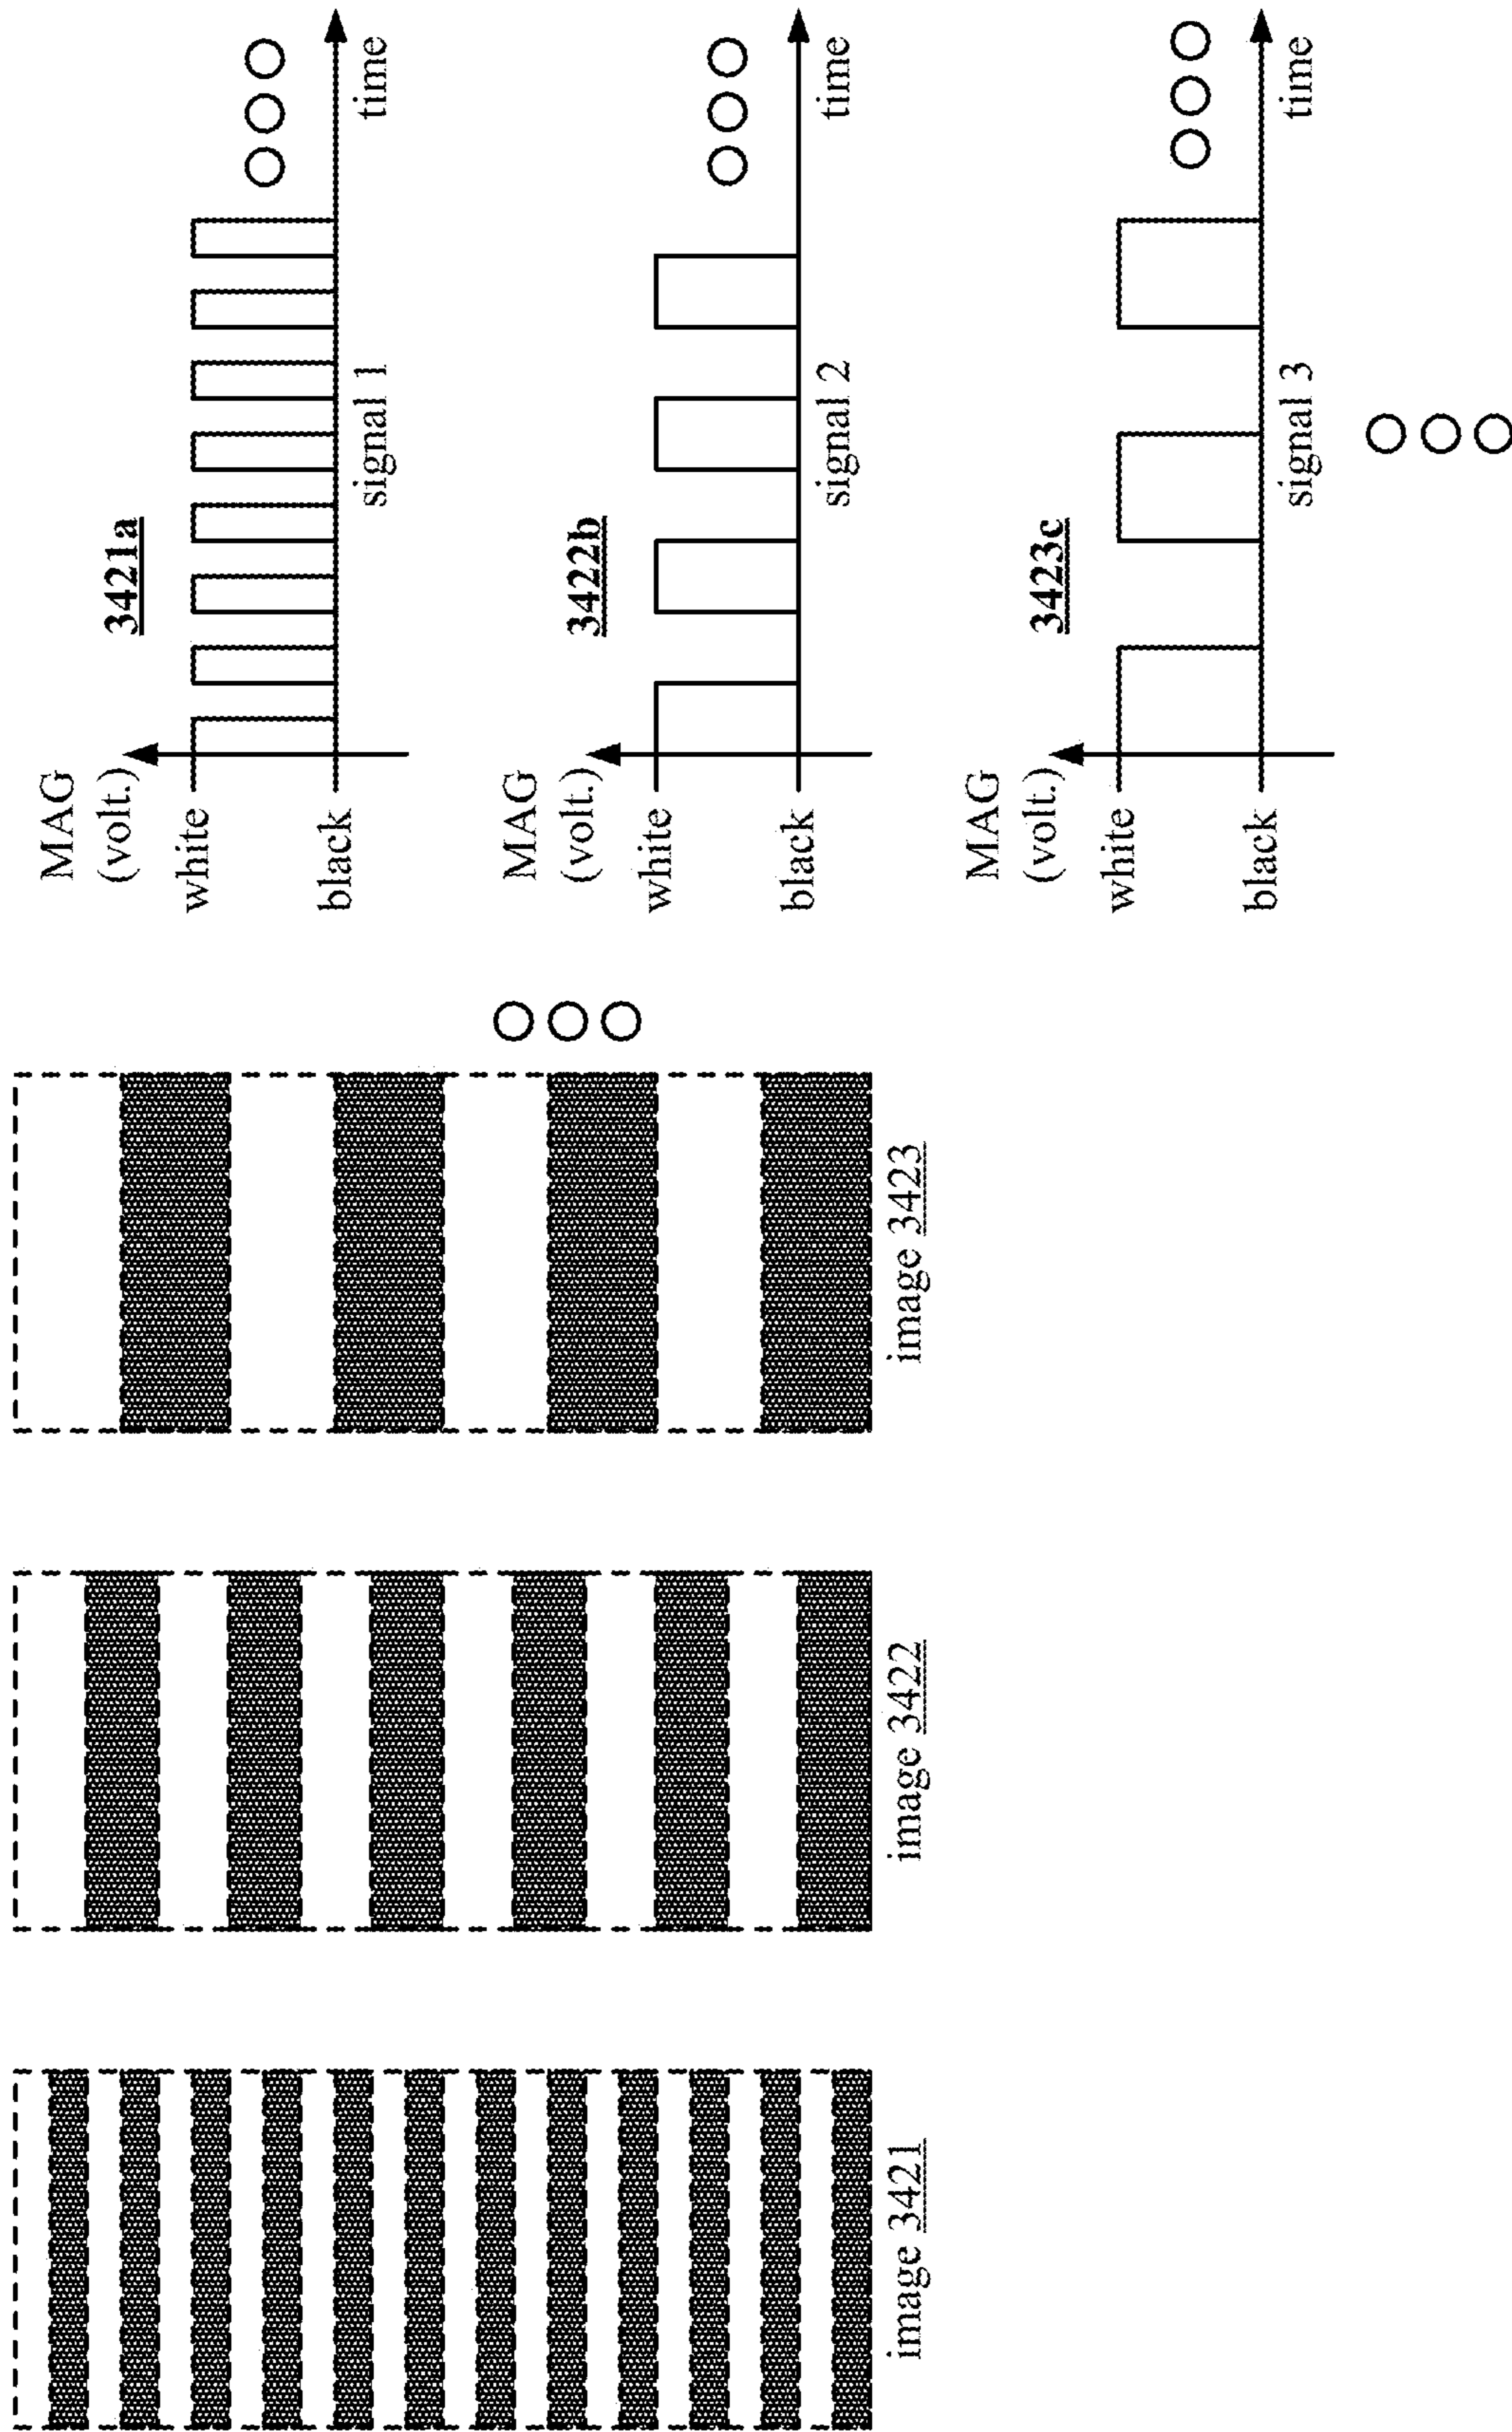 image 3421
image 3422
image 3423
MAG
(volt.)
white
black
3421a
signal 1
time
MAG
(volt.)
white
black
3422b
signal 2
time
MAG
(volt.)
white
black
3423c
signal 3
time